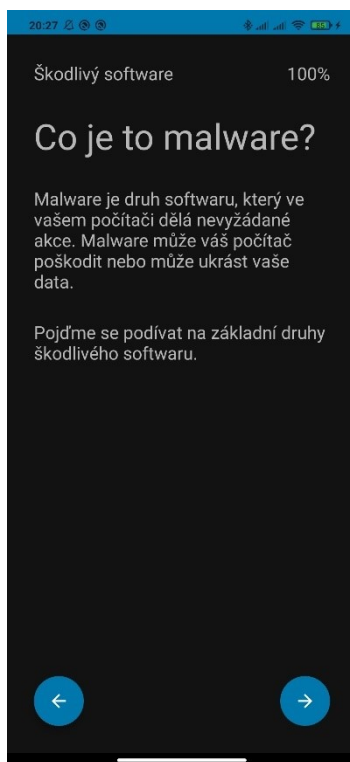 20:27
85
Škodlivý software 100%
Co je to malware?
Malware je druh softwaru, který ve
vašem počítači dělá nevyžádané
akce. Malware může váš počítač
poškodit nebo může ukrást vaše
data.
Pojďme se podívat na základní druhy
škodlivého softwaru.